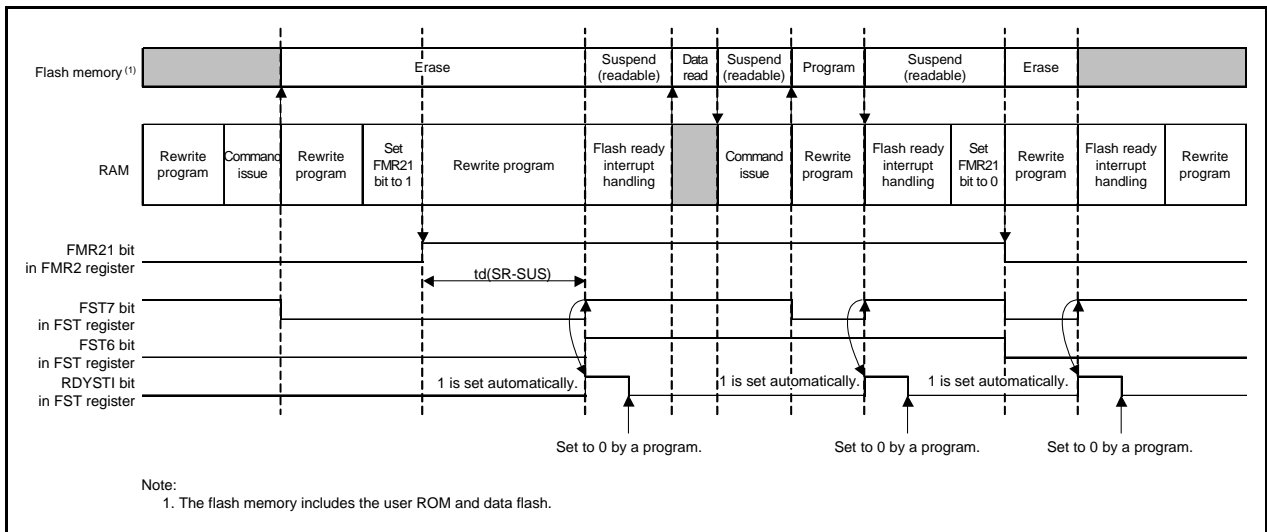 Flash memory (1)
Erase
Suspend
(readable)
Data
read
Suspend
(readable)
Program
Suspend
(readable)
Erase
RAM
Rewrite
program
Command
issue
Rewrite
program
Set
FMR21
bit to 1
Rewrite program
Flash ready
interrupt
handling
Command
issue
Rewrite
program
Flash ready
interrupt
handling
Set
FMR21
bit to 0
Rewrite
program
Flash ready
interrupt
handling
Rewrite
program
FMR21 bit
in FMR2 register
td(SR-SUS)
FST7 bit
in FST register
FST6 bit
in FST register
RDYSTI bit
in FST register
1 is set automatically.
1 is set automatically.
1 is set automatically.
Set to 0 by a program.
Set to 0 by a program.
Set to 0 by a program.
Note:
1. The flash memory includes the user ROM and data flash.